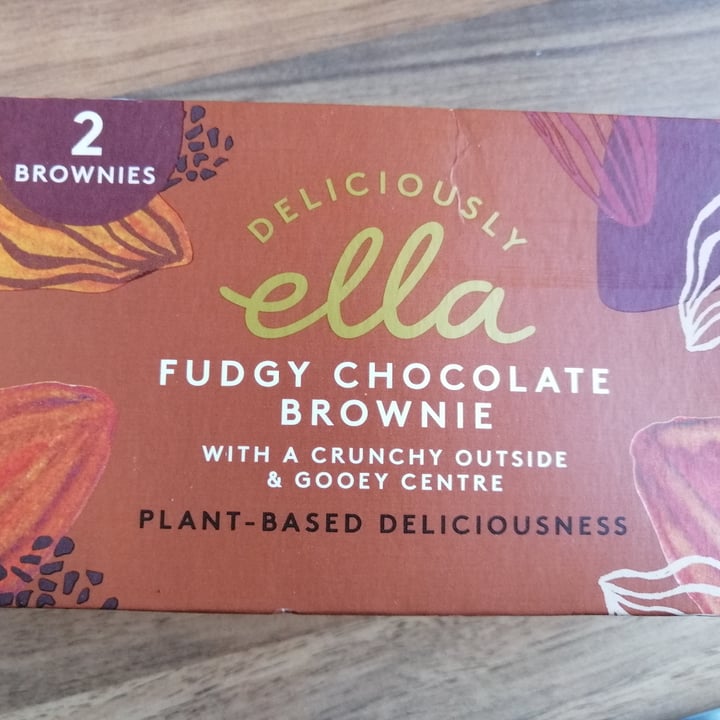 2
BROWNIES
DELICIOUSLY
ella
FUDGY CHOCOLATE
BROWNIE
WITH A CRUNCHY OUTSIDE
& GOOEY CENTRE
PLANT-BASED DELICIOUSNESS